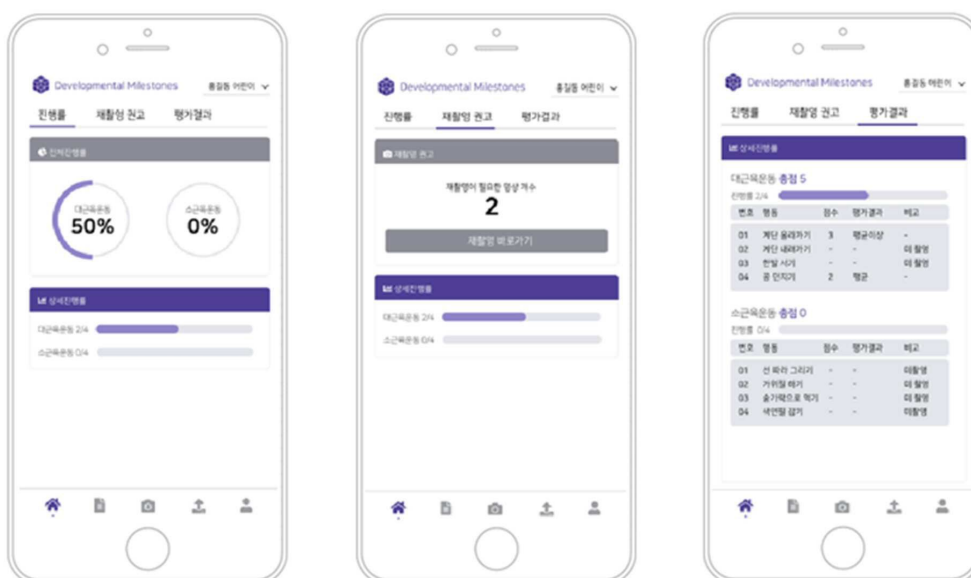 Developmental Milestones 홍길동 어린이
진행률 재촬영 권고 평가결과
전체진행률
대근육운동
50%
소근육운동
0%
상세진행률
대근육운동 2/4
소근육운동 0/4
Developmental Milestones 홍길동 어린이
진행률 재촬영 권고 평가결과
재촬영 권고
재촬영이 필요한 영상 개수
2
재촬영 바로가기
상세진행률
대근육운동 2/4
소근육운동 0/4
Developmental Milestones 홍길동 어린이
진행률 재촬영 권고 평가결과
상세진행률
대근육운동 총점 5
진행률 2/4
번호 행동 점수 평가결과 비고
01 계단 올라가기 3 평균이상 -
02 계단 내려가기 - - 미 촬영
03 한발 서기 - - 미 촬영
04 공 던지기 2 평균 -
소근육운동 총점 0
진행률 0/4
번호 행동 점수 평가결과 비고
01 선 따라 그리기 - - 미촬영
02 가위질 하기 - - 미 촬영
03 숟가락으로 먹기 - - 미 촬영
04 색연필 잡기 - - 미촬영